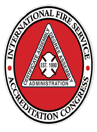 INTERNATIONAL FIRE SERVICE
ACCREDITATION CONGRESS
EST. 1990
ADMINISTRATION